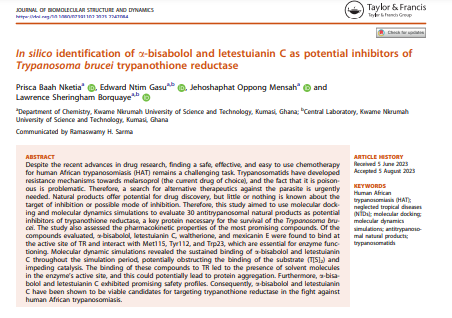 JOURNAL OF BIOMOLECULAR STRUCTURE AND DYNAMICS
https://doi.org/10.1080/07391102.2023.2247084
Taylor & Francis
Taylor & Francis Group
Check for updates
In silico identification of α-bisabolol and letestuianin C as potential inhibitors of
Trypanosoma brucei trypanothione reductase
Prisca Baah Nketia^a, Edward Ntim Gasu^a,b, Jehoshaphat Oppong Mensah^a and
Lawrence Sheringham Borquaye^a,b
^aDepartment of Chemistry, Kwame Nkrumah University of Science and Technology, Kumasi, Ghana; ^bCentral Laboratory, Kwame Nkrumah
University of Science and Technology, Kumasi, Ghana
Communicated by Ramaswamy H. Sarma
ABSTRACT
Despite the recent advances in drug research, finding a safe, effective, and easy to use chemotherapy
for human African trypanosomiasis (HAT) remains a challenging task. Trypanosomatids have developed
resistance mechanisms towards melarsoprol (the current drug of choice), and the fact that it is poison-
ous is problematic. Therefore, a search for alternative therapeutics against the parasite is urgently
needed. Natural products offer potential for drug discovery, but little or nothing is known about the
target of inhibition or possible mode of inhibition. Therefore, this study aimed to use molecular dock-
ing and molecular dynamics simulations to evaluate 30 antitrypanosomal natural products as potential
inhibitors of trypanothione reductase, a key protein necessary for the survival of the Trypanosoma bru-
cei. The study also assessed the pharmacokinetic properties of the most promising compounds. Of the
compounds evaluated, α-bisabolol, letestuianin C, waltherione, and mexicanin E were found to bind at
the active site of TR and interact with Met115, Tyr112, and Trp23, which are essential for enzyme func-
tioning. Molecular dynamic simulations revealed the sustained binding of α-bisabolol and letestuianin
C throughout the simulation period, potentially obstructing the binding of the substrate (T[S]₂) and
impeding catalysis. The binding of these compounds to TR led to the presence of solvent molecules
in the enzyme's active site, and this could potentially lead to protein aggregation. Furthermore, α-bisa-
bolol and letestuianin C exhibited promising safety profiles. Consequently, α-bisabolol and letestuianin
C have been shown to be viable candidates for targeting trypanothione reductase in the fight against
human African trypanosomiasis.
ARTICLE HISTORY
Received 5 June 2023
Accepted 5 August 2023
KEYWORDS
Human African
trypanosomiasis (HAT);
neglected tropical diseases
(NTDs); molecular docking;
molecular dynamics
simulations; antitrypanoso-
mal natural products;
trypanosomatids